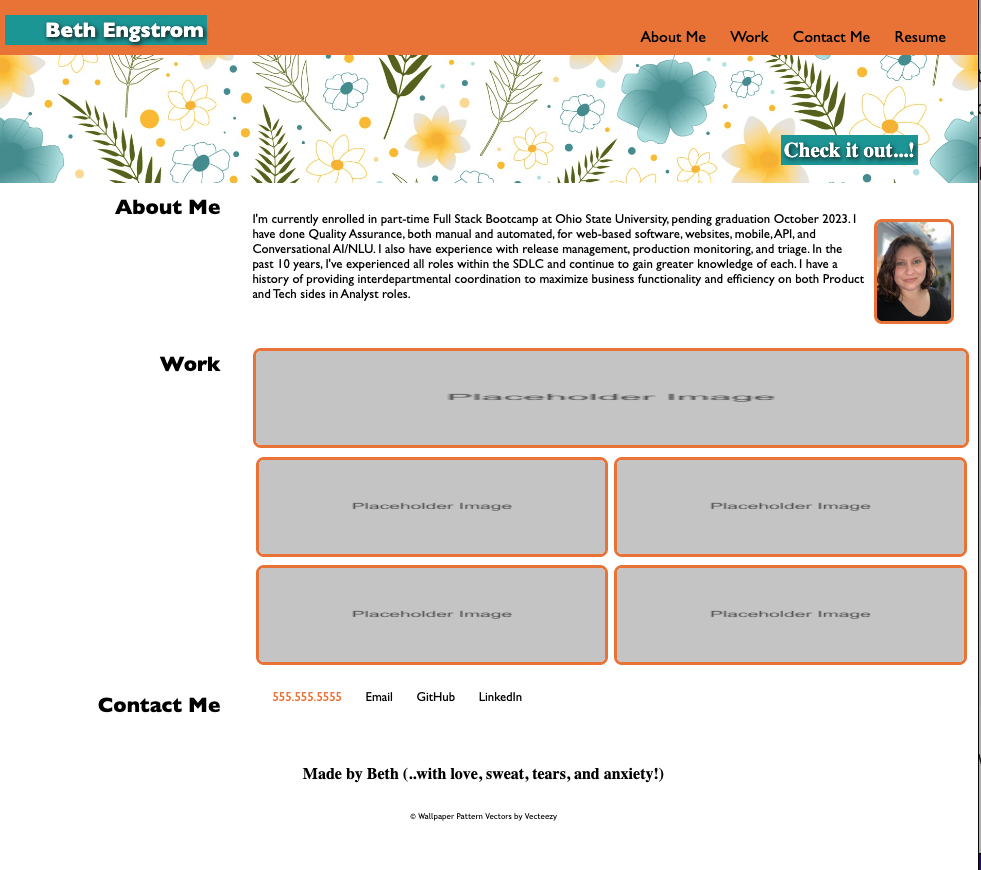 Beth Engstrom
About Me Work Contact Me Resume
Check it out...!
About Me
I'm currently enrolled in part-time Full Stack Bootcamp at Ohio State University, pending graduation October 2023. I
have done Quality Assurance, both manual and automated, for web-based software, websites, mobile, API, and
Conversational AI/NLU. I also have experience with release management, production monitoring, and triage. In the
past 10 years, I've experienced all roles within the SDLC and continue to gain greater knowledge of each. I have a
history of providing interdepartmental coordination to maximize business functionality and efficiency on both Product
and Tech sides in Analyst roles.
Work
Placeholder Image
Placeholder Image Placeholder Image
Placeholder Image Placeholder Image
Contact Me
555.555.5555 Email GitHub LinkedIn
Made by Beth (..with love, sweat, tears, and anxiety!)
© Wallpaper Pattern Vectors by Vecteezy